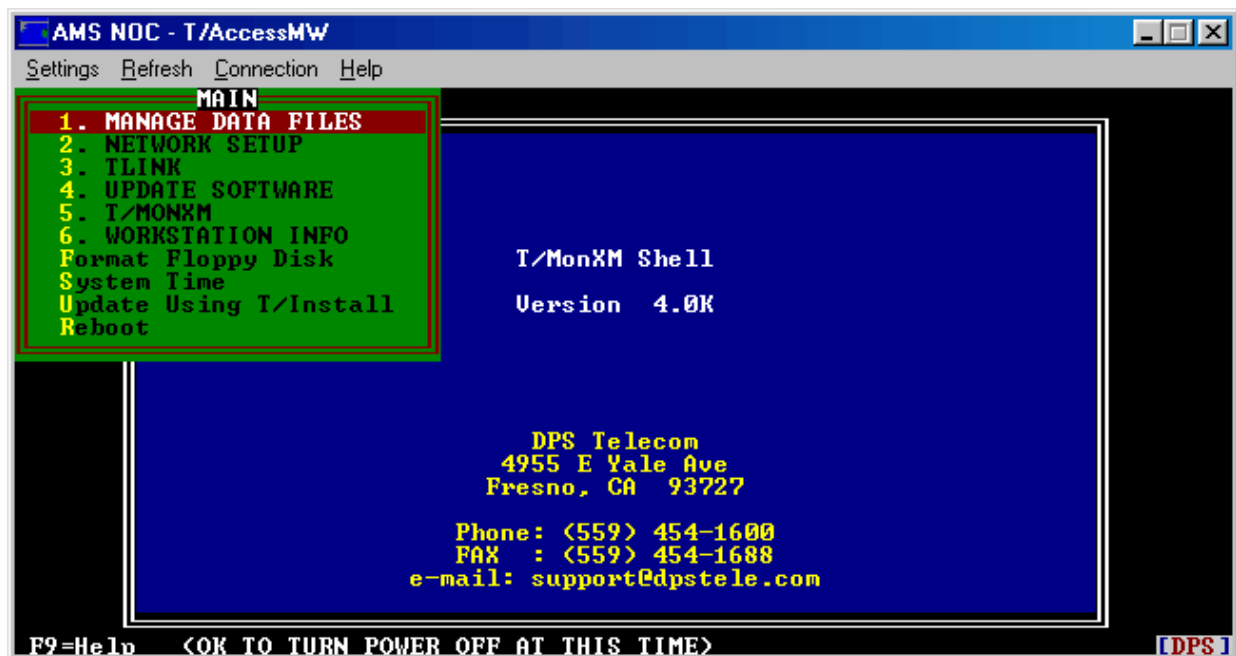 AMS NOC - T/AccessMW
Settings Refresh Connection Help
MAIN
1. MANAGE DATA FILES
2. NETWORK SETUP
3. TLINK
4. UPDATE SOFTWARE
5. T/MONXM
6. WORKSTATION INFO
Format Floppy Disk
System Time
Update Using T/Install
Reboot
T/MonXM Shell
Version 4.0K
DPS Telecom
4955 E Yale Ave
Fresno, CA 93727
Phone: (559) 454-1600
FAX : (559) 454-1688
e-mail: support@dpstele.com
F9=Help (OK TO TURN POWER OFF AT THIS TIME) [DPS]